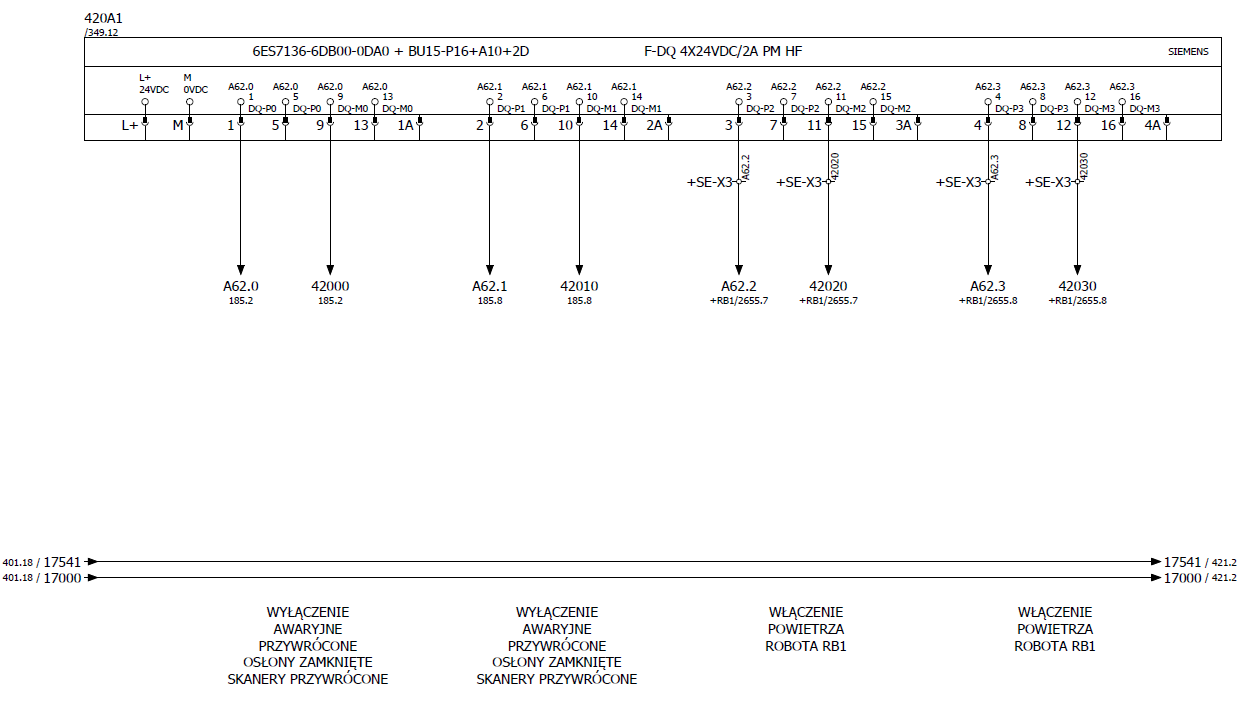 420A1
/349.12
6ES7136-6DB00-0DA0 + BU15-P16+A10+2D F-DQ 4X24VDC/2A PM HF SIEMENS
L+ M
24VDC 0VDC
A62.0 A62.0 A62.0 A62.0 A62.1 A62.1 A62.1 A62.1 A62.2 A62.2 A62.2 A62.2 A62.3 A62.3 A62.3 A62.3
1 5 9 13 2 6 10 14 3 7 11 15 4 8 12 16
DQ-P0 DQ-P0 DQ-M0 DQ-M0 DQ-P1 DQ-P1 DQ-M1 DQ-M1 DQ-P2 DQ-P2 DQ-M2 DQ-M2 DQ-P3 DQ-P3 DQ-M3 DQ-M3
L+ M 1 5 9 13 1A 2 6 10 14 2A 3 7 11 15 3A 4 8 12 16 4A
A62.2 42020 A62.3 42030
+SE-X3 +SE-X3 +SE-X3 +SE-X3
A62.0 42000 A62.1 42010 A62.2 42020 A62.3 42030
185.2 185.2 185.8 185.8 +RB1/2655.7 +RB1/2655.7 +RB1/2655.8 +RB1/2655.8
401.18 / 17541 17541 / 421.2
401.18 / 17000 17000 / 421.2
WYŁĄCZENIE WYŁĄCZENIE WŁĄCZENIE WŁĄCZENIE
AWARYJNE AWARYJNE POWIETRZA POWIETRZA
PRZYWRÓCONE PRZYWRÓCONE ROBOTA RB1 ROBOTA RB1
OSŁONY ZAMKNIĘTE OSŁONY ZAMKNIĘTE
SKANERY PRZYWRÓCONE SKANERY PRZYWRÓCONE